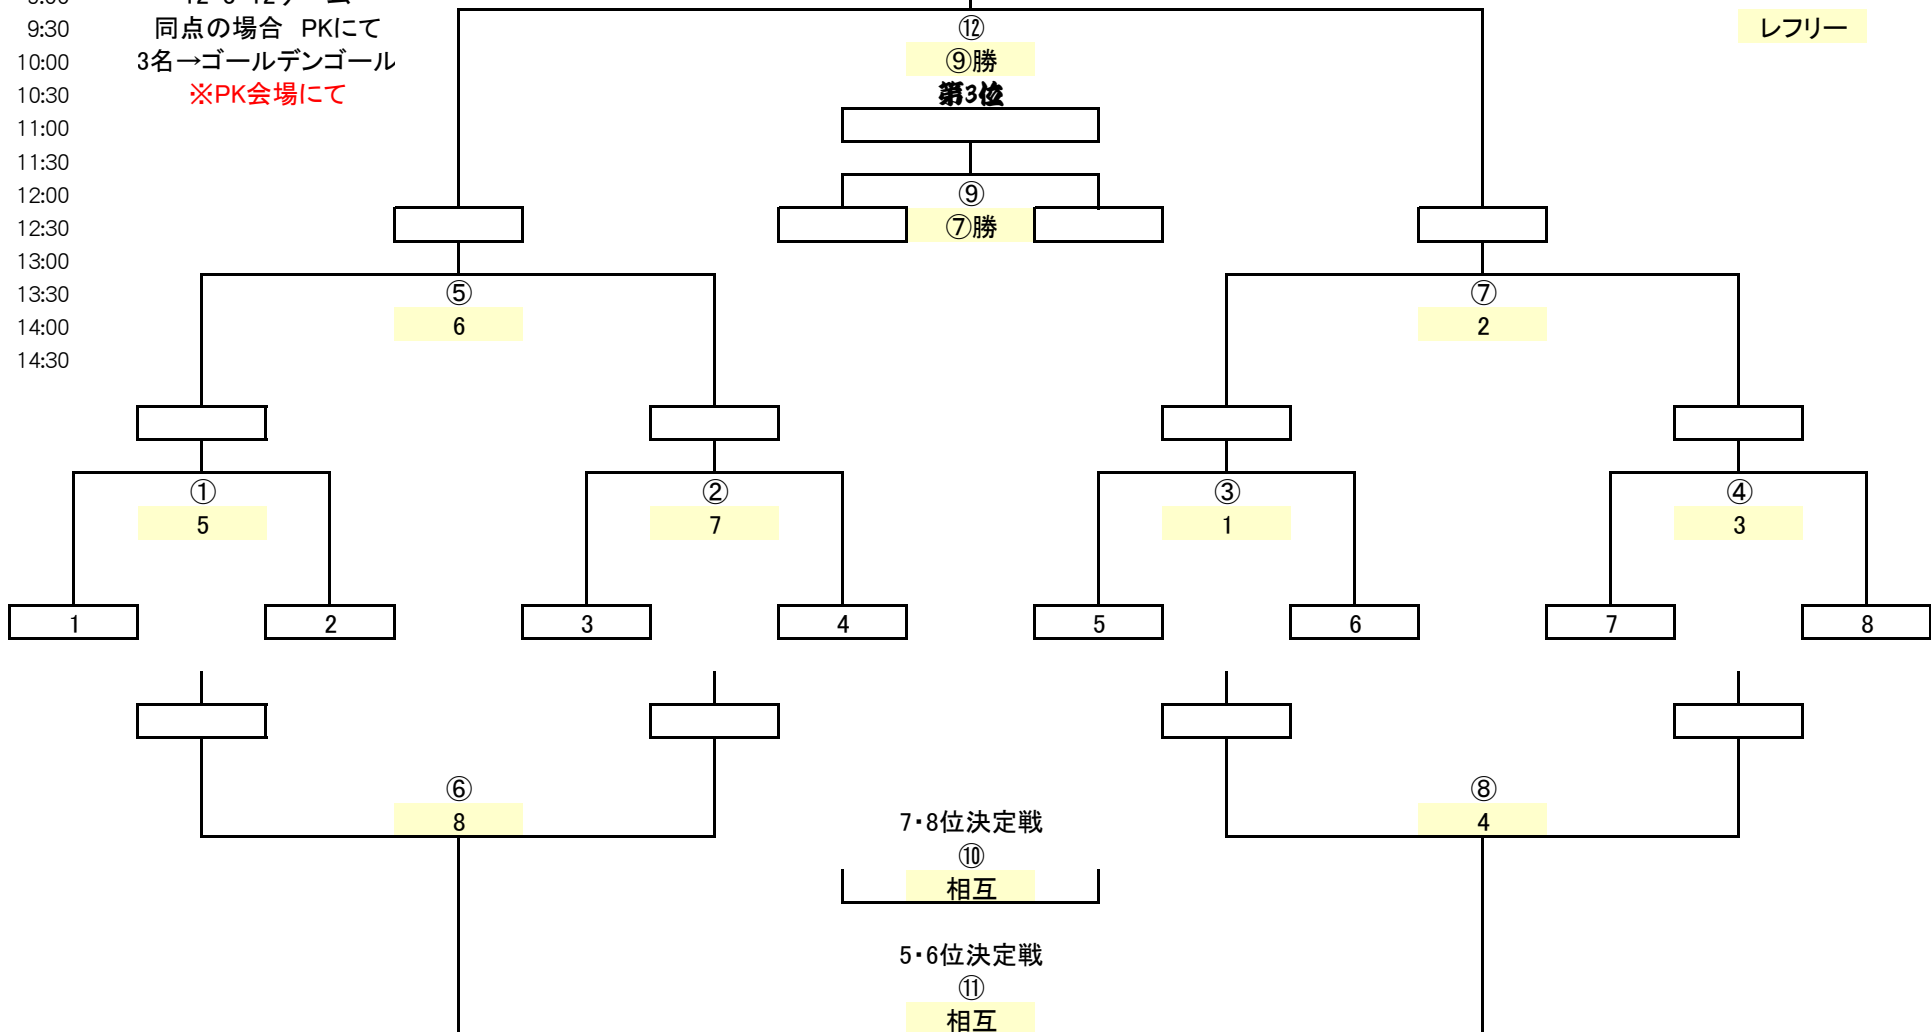 9:30 同点の場合 PKにて ⑫ レフリー
10:00 3名→ゴールデンゴール ⑨勝
10:30 ※PK会場にて 第3位
11:00
11:30
12:00 ⑨
12:30 ⑦勝
13:00
13:30 ⑤ ⑦
14:00 6 2
14:30
① ② ③ ④
5 7 1 3
1 2 3 4 5 6 7 8
⑥ ⑧
8 7・8位決定戦 4
⑩
相互
5・6位決定戦
⑪
相互